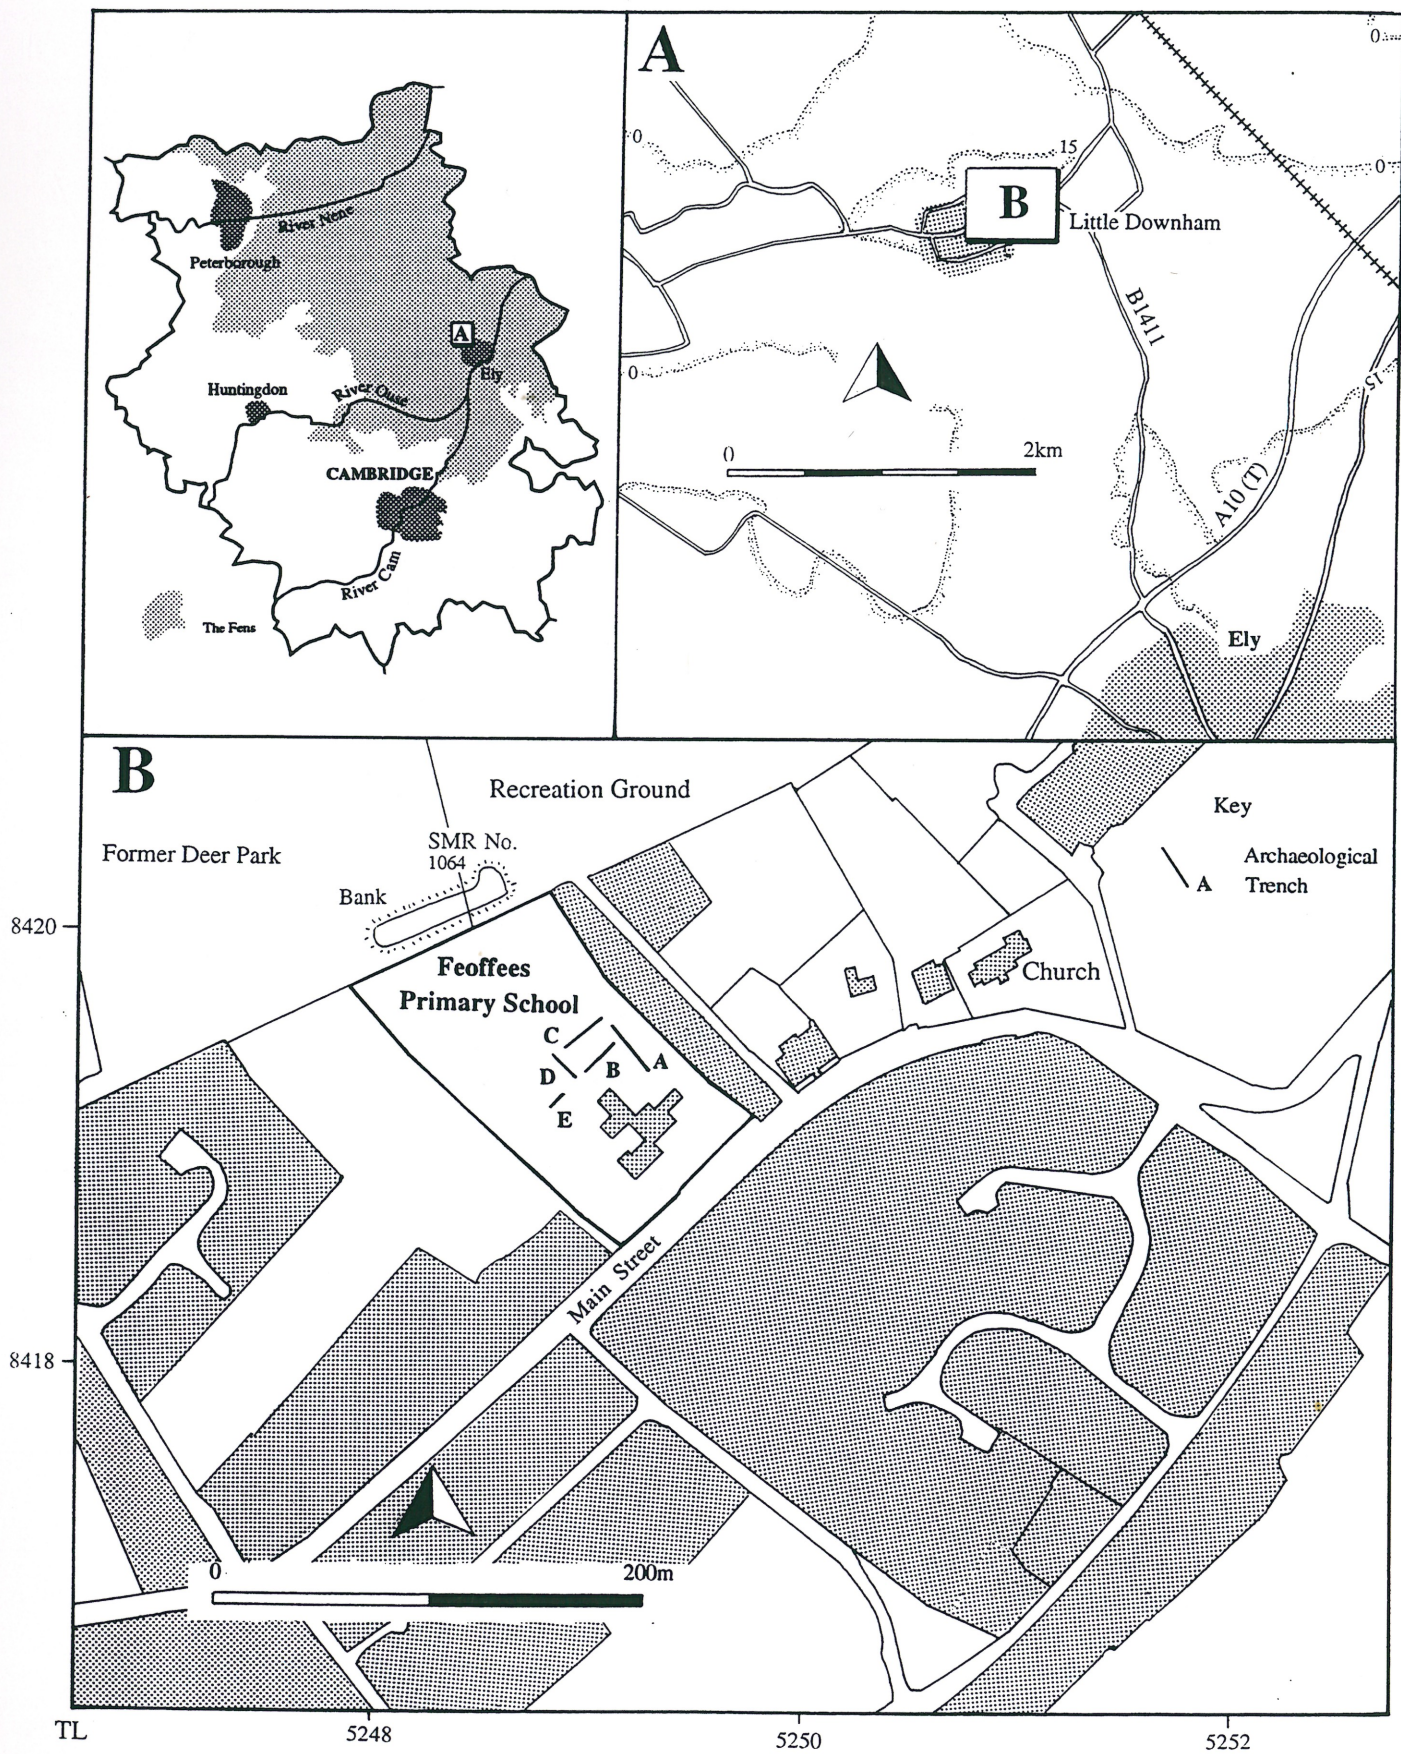 River Nene
Peterborough
A
Ely
Huntingdon
River Ouse
CAMBRIDGE
River Cam
The Fens
A
0
0
15
0
B
Little Downham
B1411
0
15
0
2km
A10 (T)
Ely
B
Recreation Ground
Key
Former Deer Park
SMR No.
1064
Archaeological
A
Trench
Bank
8420
Feoffees
Primary School
Church
C
A
D
B
E
Main Street
8418
0
200m
TL
5248
5250
5252